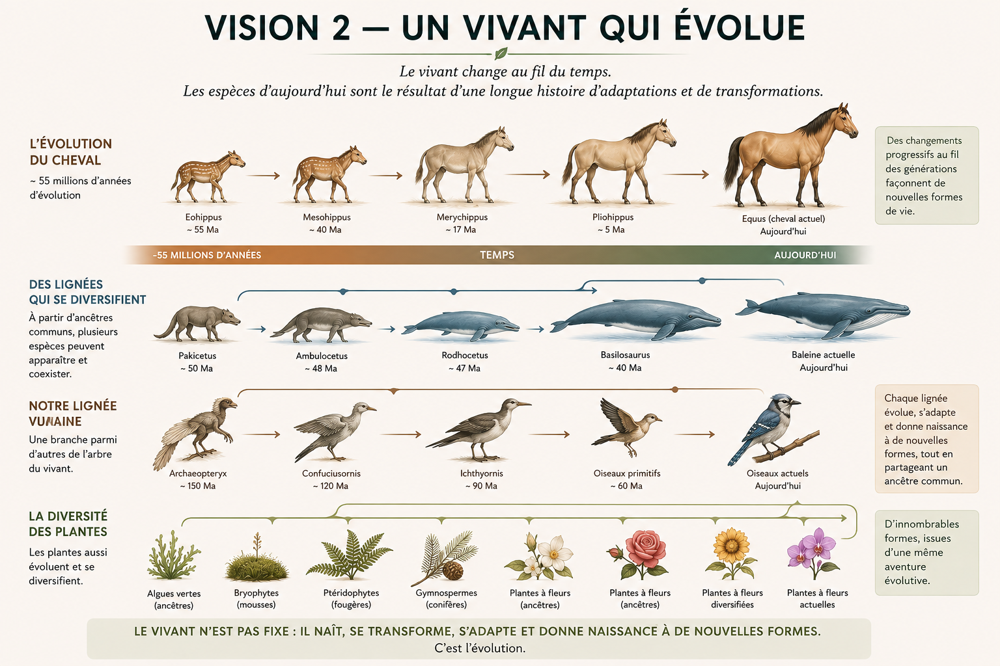 VISION 2 — UN VIVANT QUI ÉVOLUE
Le vivant change au fil du temps.
Les espèces d'aujourd'hui sont le résultat d'une longue histoire d'adaptations et de transformations.
L'ÉVOLUTION
DU CHEVAL
~ 55 millions d'années
d'évolution
Eohippus
~ 55 Ma
Mesohippus
~ 40 Ma
Merychippus
~ 17 Ma
Pliohippus
~ 5 Ma
Equus (cheval actuel)
Aujourd'hui
Des changements
progressifs au fil
des générations
façonnent de
nouvelles formes
de vie.
-55 MILLIONS D'ANNÉES
TEMPS
AUJOURD'HUI
DES LIGNÉES
QUI SE DIVERSIFIENT
À partir d'ancêtres
communs, plusieurs
espèces peuvent
apparaître et
coexister.
Pakicetus
~ 50 Ma
Ambulocetus
~ 48 Ma
Rodhocetus
~ 47 Ma
Basilosaurus
~ 40 Ma
Baleine actuelle
Aujourd'hui
NOTRE LIGNÉE
Une branche parmi
d'autres de l'arbre
du vivant.
Archaeopteryx
~ 150 Ma
Confuciusornis
~ 120 Ma
Ichthyornis
~ 90 Ma
Oiseaux primitifs
~ 60 Ma
Oiseaux actuels
Aujourd'hui
Chaque lignée
évolue, s'adapte
et donne naissance
à de nouvelles
formes, tout en
partageant un
ancêtre commun.
LA DIVERSITÉ
DES PLANTES
Les plantes aussi
évoluent et se
diversifient.
Algues vertes
(ancêtres)
Bryophytes
(mousses)
Ptéridophytes
(fougères)
Gymnospermes
(conifères)
Plantes à fleurs
(ancêtres)
Plantes à fleurs
(ancêtres)
Plantes à fleurs
diversifiées
Plantes à fleurs
actuelles
D'innombrables
formes, issues
d'une même
aventure
évolutive.
LE VIVANT N'EST PAS FIXE : IL NAÎT, SE TRANSFORME, S'ADAPTE ET DONNE NAISSANCE À DE NOUVELLES FORMES.
C'est l'évolution.